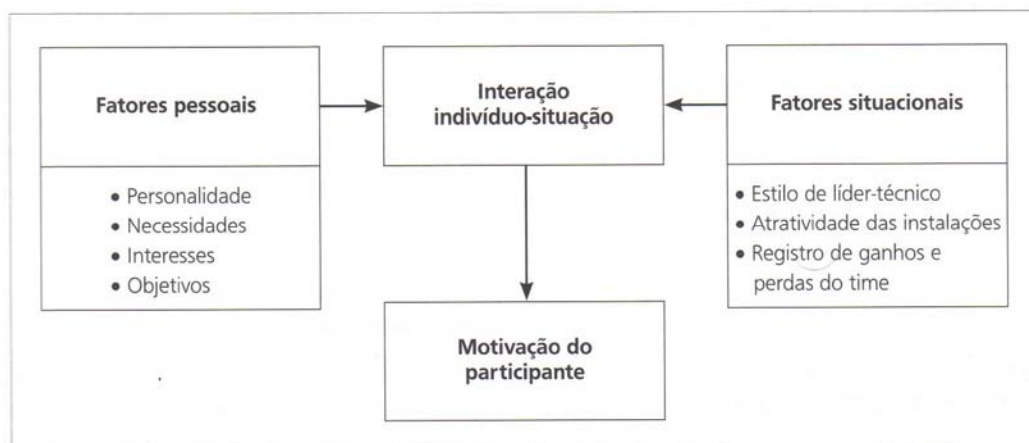 Fatores pessoais
• Personalidade
• Necessidades
• Interesses
• Objetivos
Interação
indivíduo-situação
Fatores situacionais
• Estilo de líder-técnico
• Atratividade das instalações
• Registro de ganhos e
perdas do time
Motivação do
participante